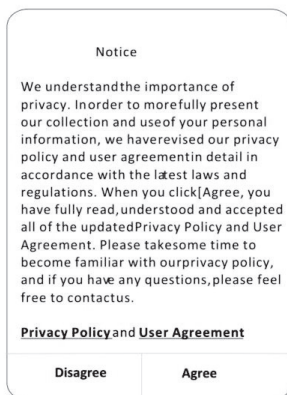 Notice
We understandthe importance of
privacy. Inorder to morefully present
our collection and useof your personal
information, we haverevised our privacy
policy and user agreementin detail in
accordance with the latest laws and
regulations. When you click[Agree, you
have fully read,understood and accepted
all of the updatedPrivacy Policy and User
Agreement. Please takesome time to
become familiar with ourprivacy policy,
and if you have any questions,please feel
free to contactus.
Privacy Policyand User Agreement
Disagree Agree